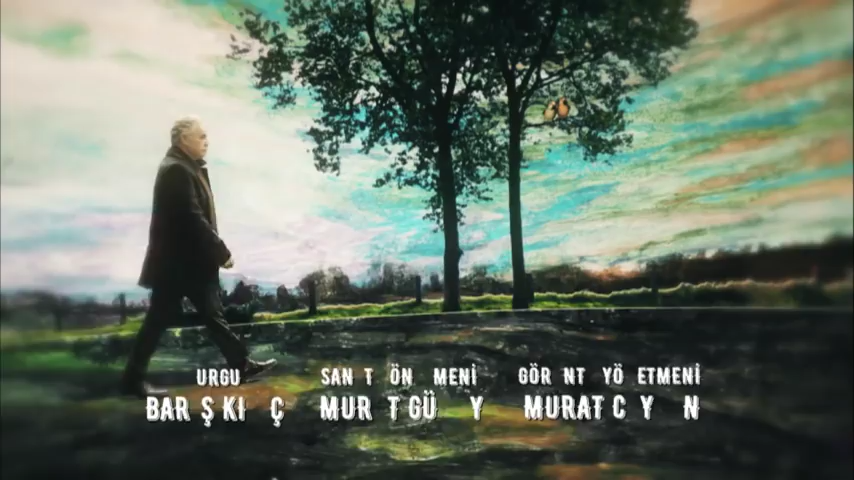 URGU
BAR Ş KI Ç
SAN T ÖN MENİ
MUR T GÜ Y
GÖR NT YÖ ETMENİ
MURAT C Y N